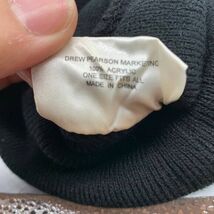 DREW PEARSON MARKETING
100% ACRYLIC
ONE SIZE FITS ALL
MADE IN CHINA